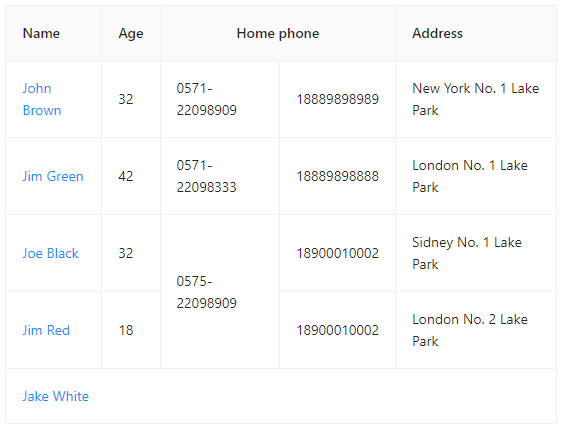 Name Age Home phone Address
John Brown 32 0571-22098909 18889898989 New York No. 1 Lake Park
Jim Green 42 0571-22098333 18889898888 London No. 1 Lake Park
Joe Black 32 0575-22098909 18900010002 Sidney No. 1 Lake Park
Jim Red 18 18900010002 London No. 2 Lake Park
Jake White